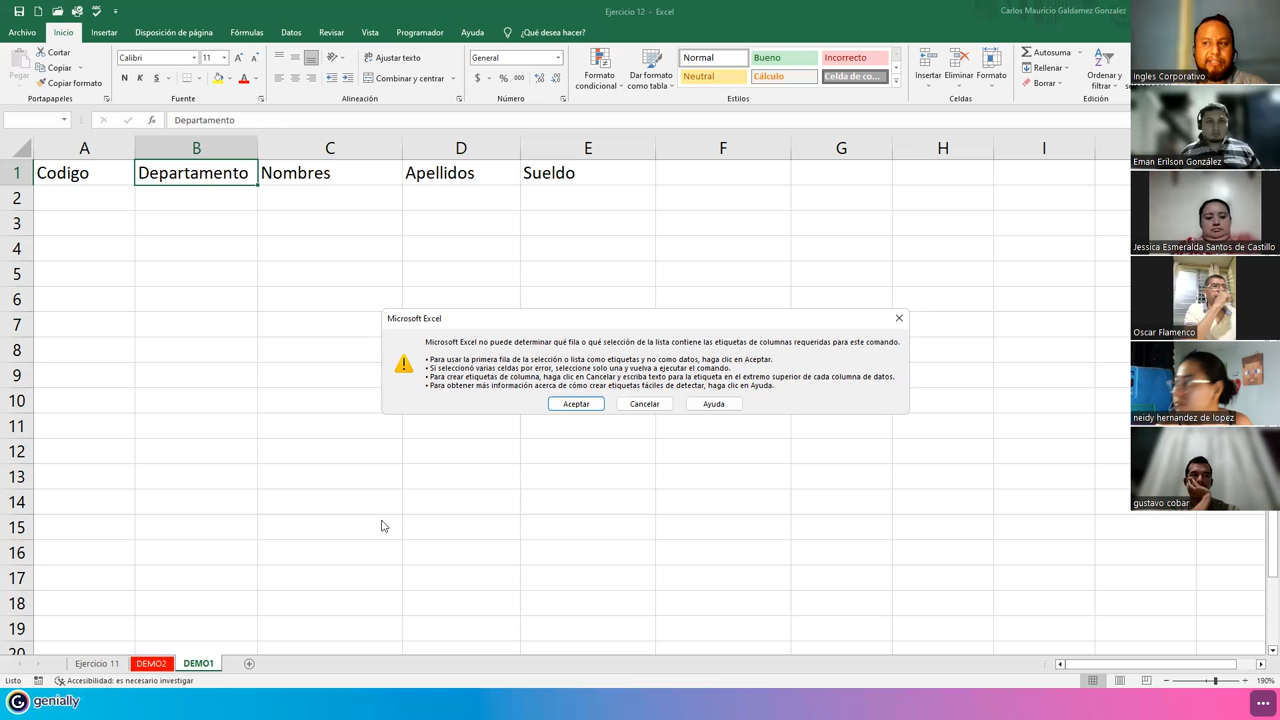 Ejercicio 12 - Excel
Carlos Mauricio Galdamez Gonzalez
Archivo Inicio Insertar Disposición de página Fórmulas Datos Revisar Vista Programador Ayuda ¿Qué desea hacer?
Pegar
Cortar
Copiar
Copiar formato
Portapapeles
Calibri 11
N K S
Fuente
Ajustar texto
Combinar y centrar
Alineación
General
$ % 000
Número
Formato condicional
Dar formato como tabla
Normal Bueno Incorrecto
Neutral Cálculo Celda de co...
Estilos
Insertar Eliminar Formato
Celdas
Autosuma
Rellenar
Borrar
Ordenar y filtrar
Edición
fx Departamento
A B C D E F G H I
1 Codigo Departamento Nombres Apellidos Sueldo
2
3
4
5
6
7
8
9
10
11
12
13
14
15
16
17
18
19
20
Microsoft Excel
Microsoft Excel no puede determinar qué fila o qué selección de la lista contiene las etiquetas de columnas requeridas para este comando.
• Para usar la primera fila de la selección o lista como etiquetas y no como datos, haga clic en Aceptar.
• Si seleccionó varias celdas por error, seleccione solo una y vuelva a ejecutar el comando.
• Para crear etiquetas de columna, haga clic en Cancelar y escriba texto para la etiqueta en el extremo superior de cada columna de datos.
• Para obtener más información acerca de cómo crear etiquetas fáciles de detectar, haga clic en Ayuda.
Aceptar Cancelar Ayuda
Ingles Corporativo
Eman Erilson González
Jessica Esmeralda Santos de Castillo
Oscar Flamenco
neidy hernandez de lopez
gustavo cobar
Ejercicio 11 DEMO2 DEMO1
Listo Accesibilidad: es necesario investigar
190%
genially